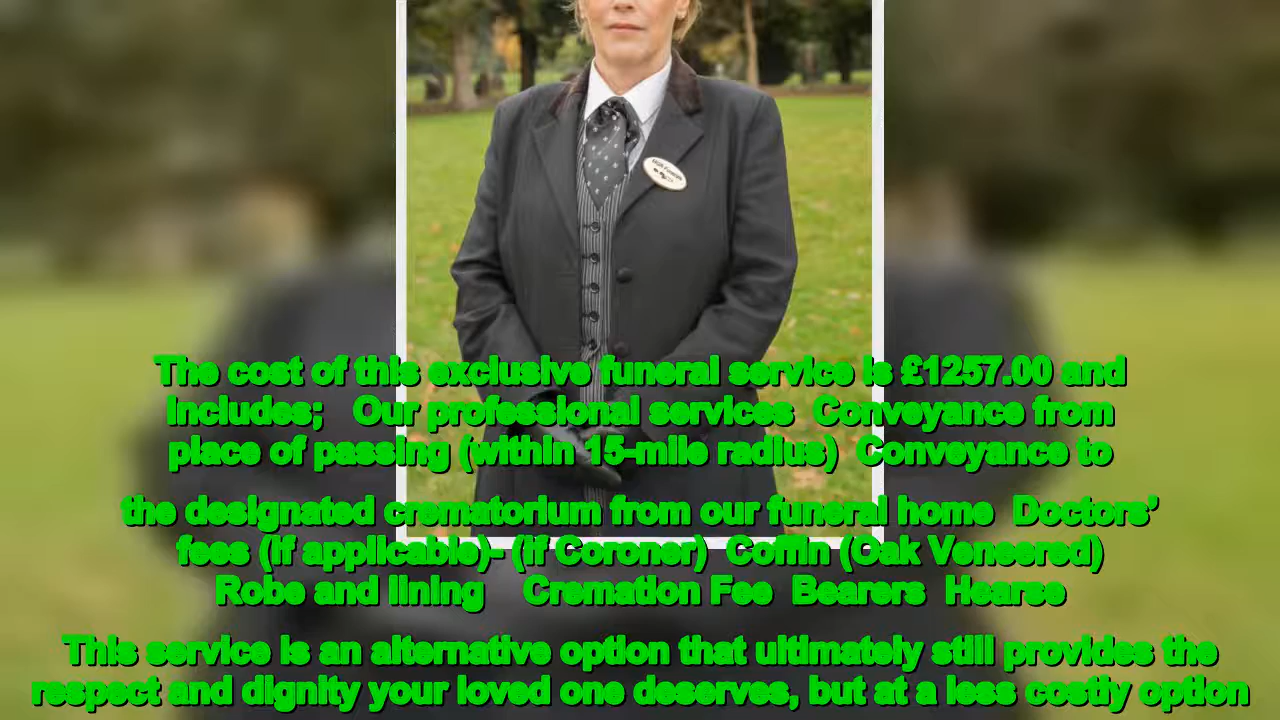 The cost of this exclusive funeral service is £1257.00 and
includes; Our professional services Conveyance from
place of passing (within 15-mile radius) Conveyance to
the designated crematorium from our funeral home Doctors'
fees (if applicable)- (if Coroner) Coffin (Oak Veneered)
Robe and lining Cremation Fee Bearers Hearse
This service is an alternative option that ultimately still provides the
respect and dignity your loved one deserves, but at a less costly option